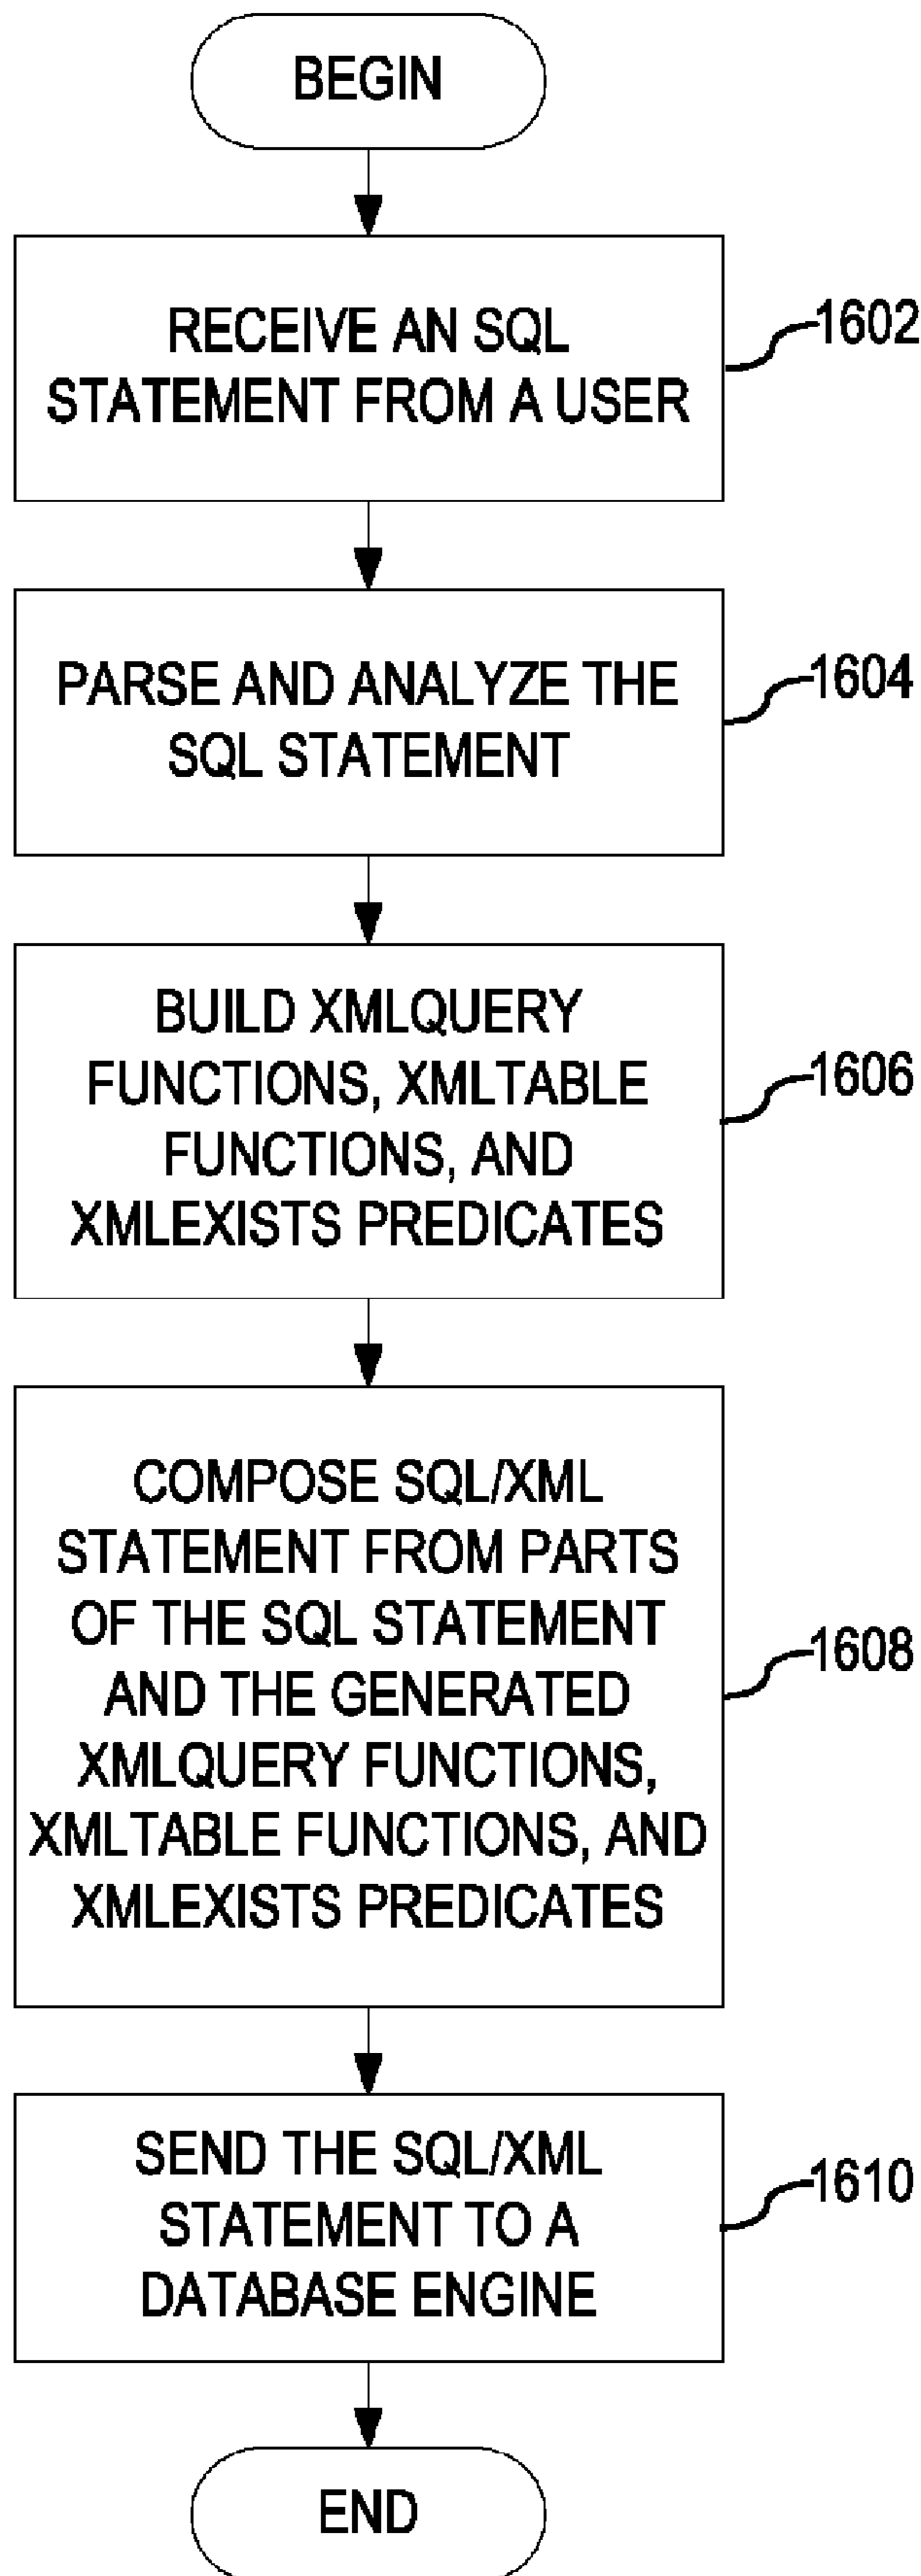 BEGIN
RECEIVE AN SQL
STATEMENT FROM A USER
1602
PARSE AND ANALYZE THE
SQL STATEMENT
1604
BUILD XMLQUERY
FUNCTIONS, XMLTABLE
FUNCTIONS, AND
XMLEXISTS PREDICATES
1606
COMPOSE SQL/XML
STATEMENT FROM PARTS
OF THE SQL STATEMENT
AND THE GENERATED
XMLQUERY FUNCTIONS,
XMLTABLE FUNCTIONS, AND
XMLEXISTS PREDICATES
1608
SEND THE SQL/XML
STATEMENT TO A
DATABASE ENGINE
1610
END